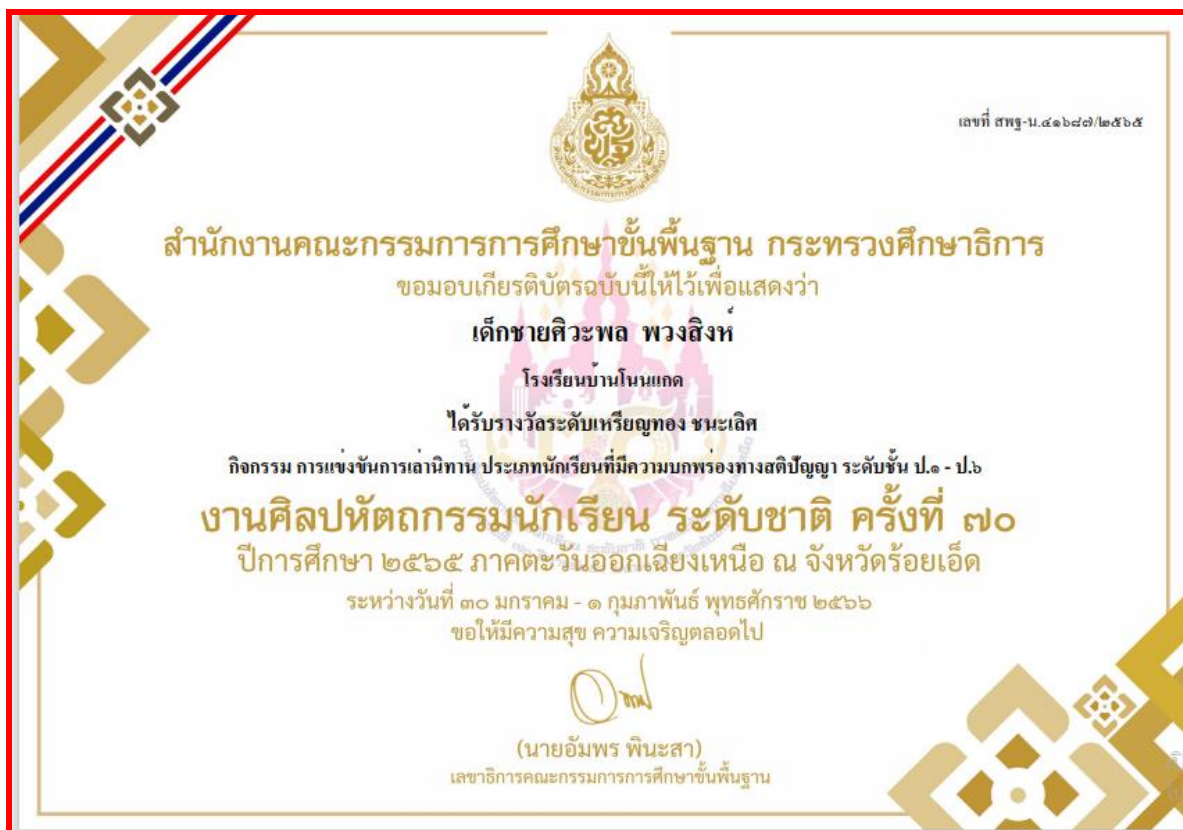 เลขที่ สพฐ-น.๔๑๖๘๗/๒๕๖๕
สำนักงานคณะกรรมการการศึกษาขั้นพื้นฐาน กระทรวงศึกษาธิการ
ขอมอบเกียรติบัตรฉบับนี้ให้ไว้เพื่อแสดงว่า
เด็กชายศิวะพล พวงสิงห์
โรงเรียนบ้านโนนแกด
ได้รับรางวัลระดับเหรียญทอง ชนะเลิศ
กิจกรรม การแข่งขันการเล่านิทาน ประเภทนักเรียนที่มีความบกพร่องทางสติปัญญา ระดับชั้น ป.๑ - ป.๖
งานศิลปหัตถกรรมนักเรียน ระดับชาติ ครั้งที่ ๗๐
ปีการศึกษา ๒๕๖๕ ภาคตะวันออกเฉียงเหนือ ณ จังหวัดร้อยเอ็ด
ระหว่างวันที่ ๓๐ มกราคม - ๑ กุมภาพันธ์ พุทธศักราช ๒๕๖๖
ขอให้มีความสุข ความเจริญตลอดไป
(นายอัมพร พินะสา)
เลขาธิการคณะกรรมการการศึกษาขั้นพื้นฐาน